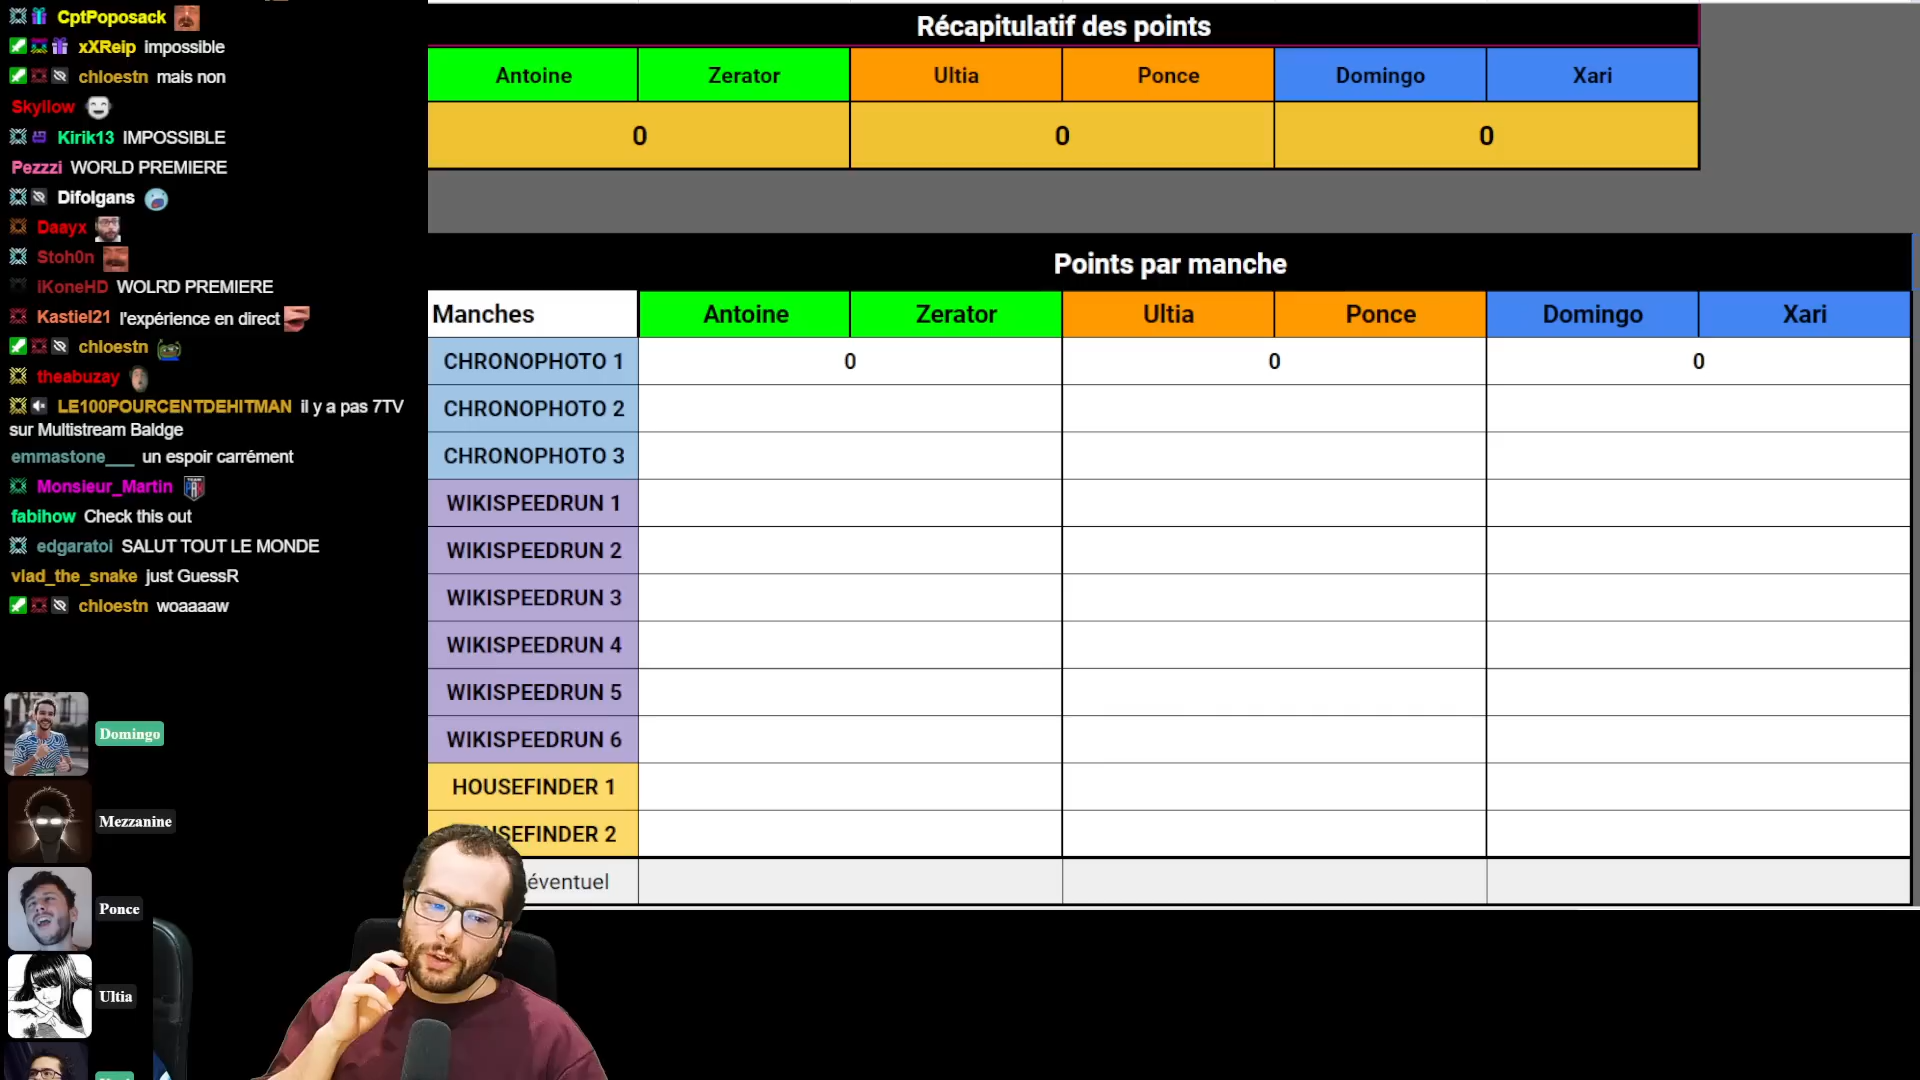 CptPoposack
xXReip impossible
chloestn mais non
Skyllow
Kirik13 IMPOSSIBLE
Pezzzi WORLD PREMIERE
Difolgans
Daayx
Stoh0n
iKoneHD WOLRD PREMIERE
Kastiel21 l'expérience en direct
chloestn
theabuzay
LE100POURCENTDEHITMAN il y a pas 7TV
sur Multistream Baldge
emmastone___ un espoir carrément
Monsieur_Martin
fabihow Check this out
edgaratoi SALUT TOUT LE MONDE
vlad_the_snake just GuessR
chloestn woaaaaw
Domingo
Mezzanine
Ponce
Ultia
Récapitulatif des points
Antoine Zerator Ultia Ponce Domingo Xari
0 0 0
Points par manche
Manches Antoine Zerator Ultia Ponce Domingo Xari
CHRONOPHOTO 1 0 0 0
CHRONOPHOTO 2
CHRONOPHOTO 3
WIKISPEEDRUN 1
WIKISPEEDRUN 2
WIKISPEEDRUN 3
WIKISPEEDRUN 4
WIKISPEEDRUN 5
WIKISPEEDRUN 6
HOUSEFINDER 1
USEFINDER 2
éventuel